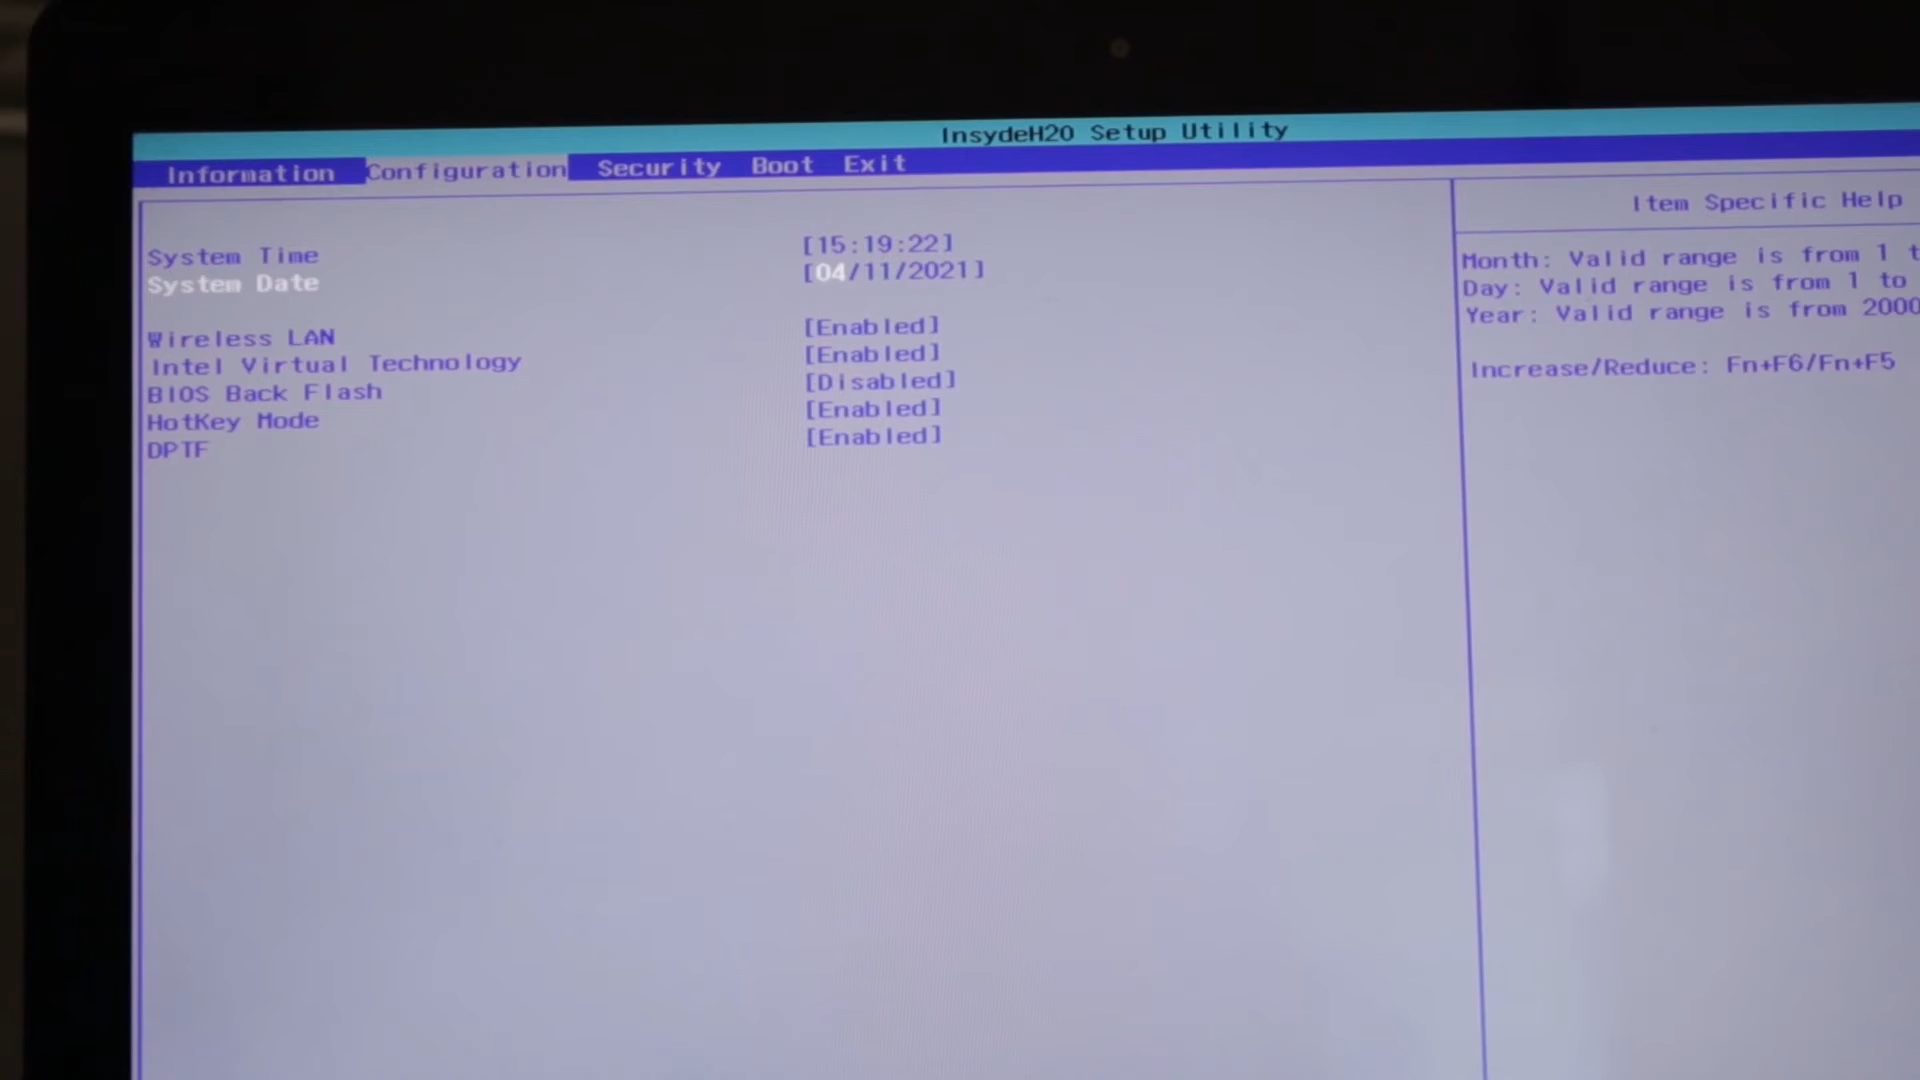 InsydeH20 Setup Utility
Information Configuration Security Boot Exit
System Time [15:19:22]
System Date [04/11/2021]
Wireless LAN [Enabled]
Intel Virtual Technology [Enabled]
BIOS Back Flash [Disabled]
HotKey Mode [Enabled]
DPTF [Enabled]
Item Specific Help
Month: Valid range is from 1
Day: Valid range is from 1 to
Year: Valid range is from 2000
Increase/Reduce: Fn+F6/Fn+F5